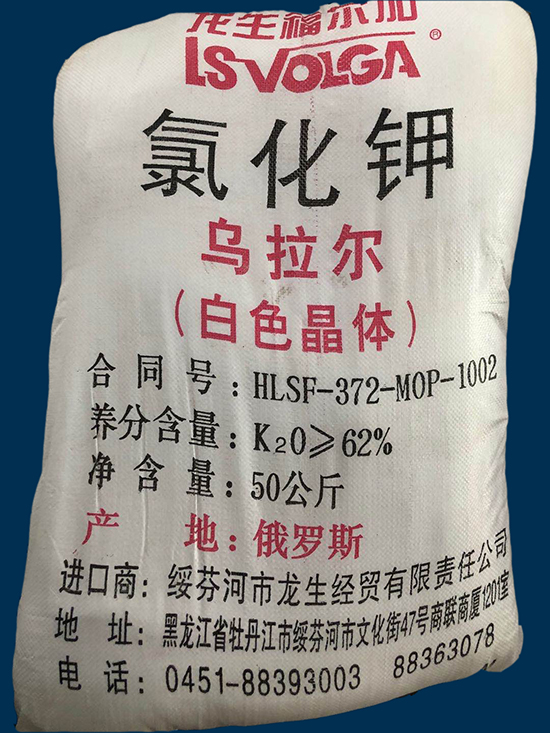 龙生福尔加
LSVOLGA®
氯化钾
乌拉尔
(白色晶体)
合同号:HLSF-372-MOP-1002
养分含量:K₂O≥62%
净含量:50公斤
产地:俄罗斯
进口商:绥芬河市龙生经贸有限责任公司
地址:黑龙江省牡丹江市绥芬河市文化街47号商联商厦1201室
电话:0451-88393003 88363078